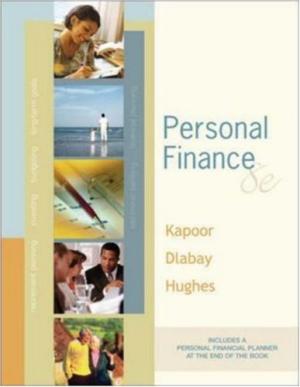 Personal
Finance
8e
Kapoor
Dlabay
Hughes
INCLUDES A
PERSONAL FINANCIAL PLANNER
AT THE END OF THE BOOK